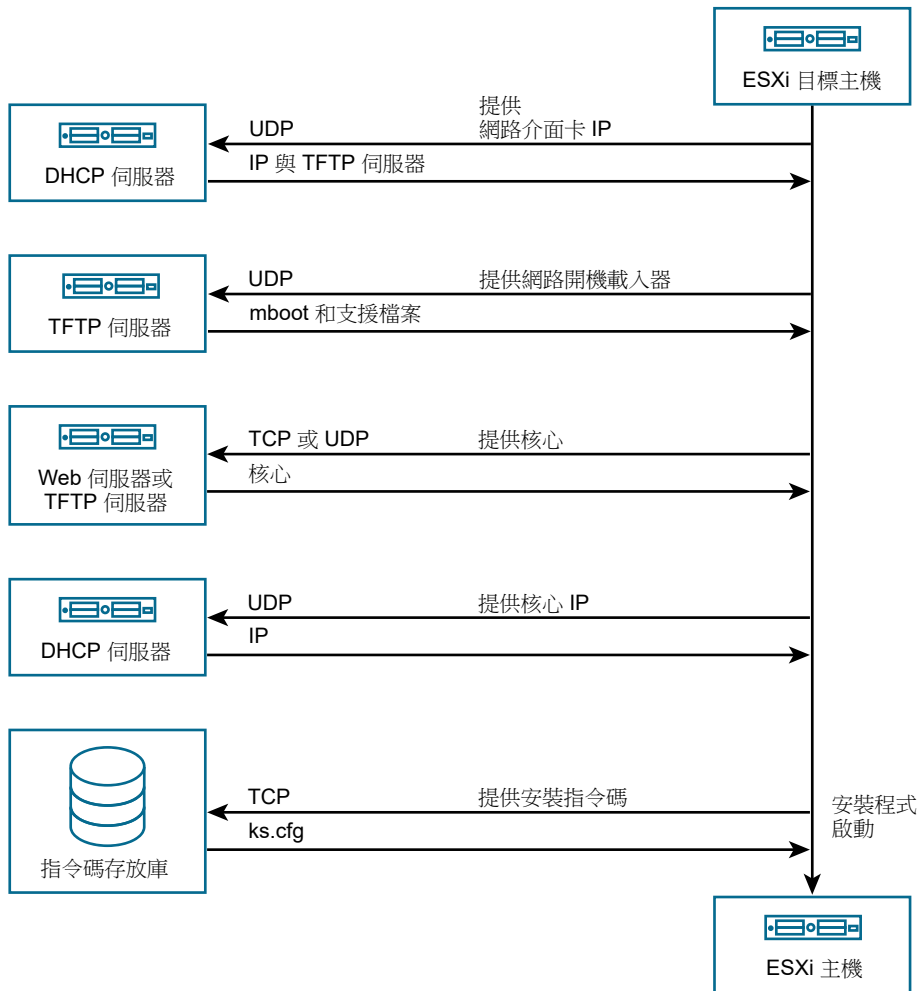 ESXi 目標主機
提供
網路介面卡 IP
UDP
IP 與 TFTP 伺服器
DHCP 伺服器
UDP
提供網路開機載入器
mboot 和支援檔案
TFTP 伺服器
TCP 或 UDP
提供核心
核心
Web 伺服器或
TFTP 伺服器
UDP
提供核心 IP
IP
DHCP 伺服器
TCP
提供安裝指令碼
ks.cfg
指令碼存放庫
安裝程式
啟動
ESXi 主機